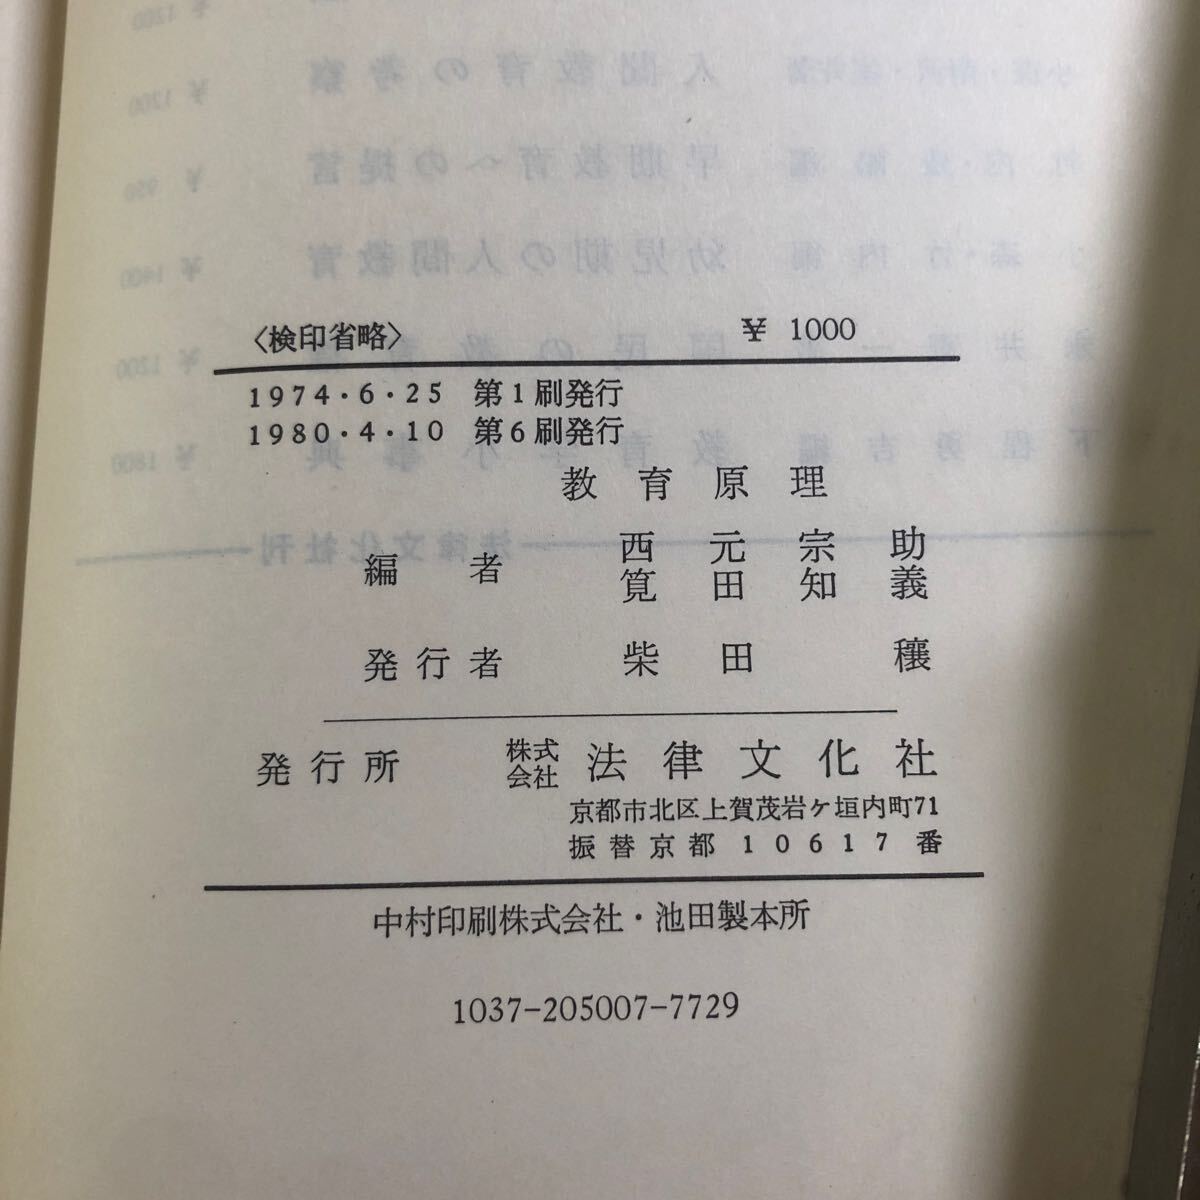 〈検印省略〉 ¥ 1000
1974・6・25 第1刷発行
1980・4・10 第6刷発行
教育原理
編者 西元宗助
筧田知義
発行者 柴田穰
発行所 株式会社 法律文化社
京都市北区上賀茂岩ケ垣内町71
振替京都 10617番
中村印刷株式会社・池田製本所
1037-205007-7729